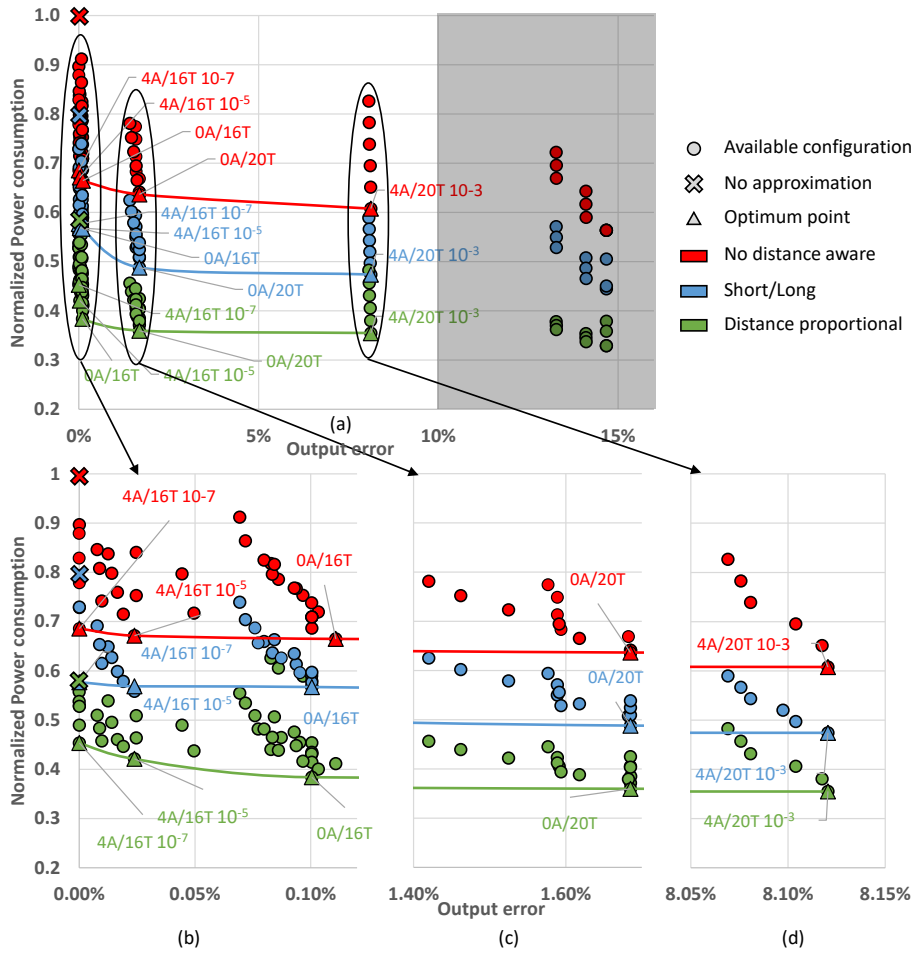 1.0
0.9
0.8
0.7
0.6
0.5
0.4
0.3
0.2
Normalized Power consumption
4A/16T 10-7
4A/16T 10-5
0A/16T
0A/20T
4A/20T 10-3
4A/16T 10-7
4A/16T 10-5
0A/16T
0A/20T
4A/20T 10-3
4A/16T 10-7
4A/20T 10-3
0A/20T
0A/16T
4A/16T 10-5
0%
5%
10%
15%
(a)
Output error
Available configuration
No approximation
Optimum point
No distance aware
Short/Long
Distance proportional
1
0.9
0.8
0.7
0.6
0.5
0.4
0.3
0.2
Normalized Power consumption
4A/16T 10-7
0A/16T
4A/16T 10-5
4A/16T 10-7
4A/16T 10-5
0A/16T
4A/16T 10-5
0A/16T
4A/16T 10-7
0.00%
0.05%
0.10%
0A/20T
0A/20T
0A/20T
1.40%
1.60%
4A/20T 10-3
4A/20T 10-3
4A/20T 10-3
8.05%
8.10%
8.15%
Output error
(b)
(c)
(d)